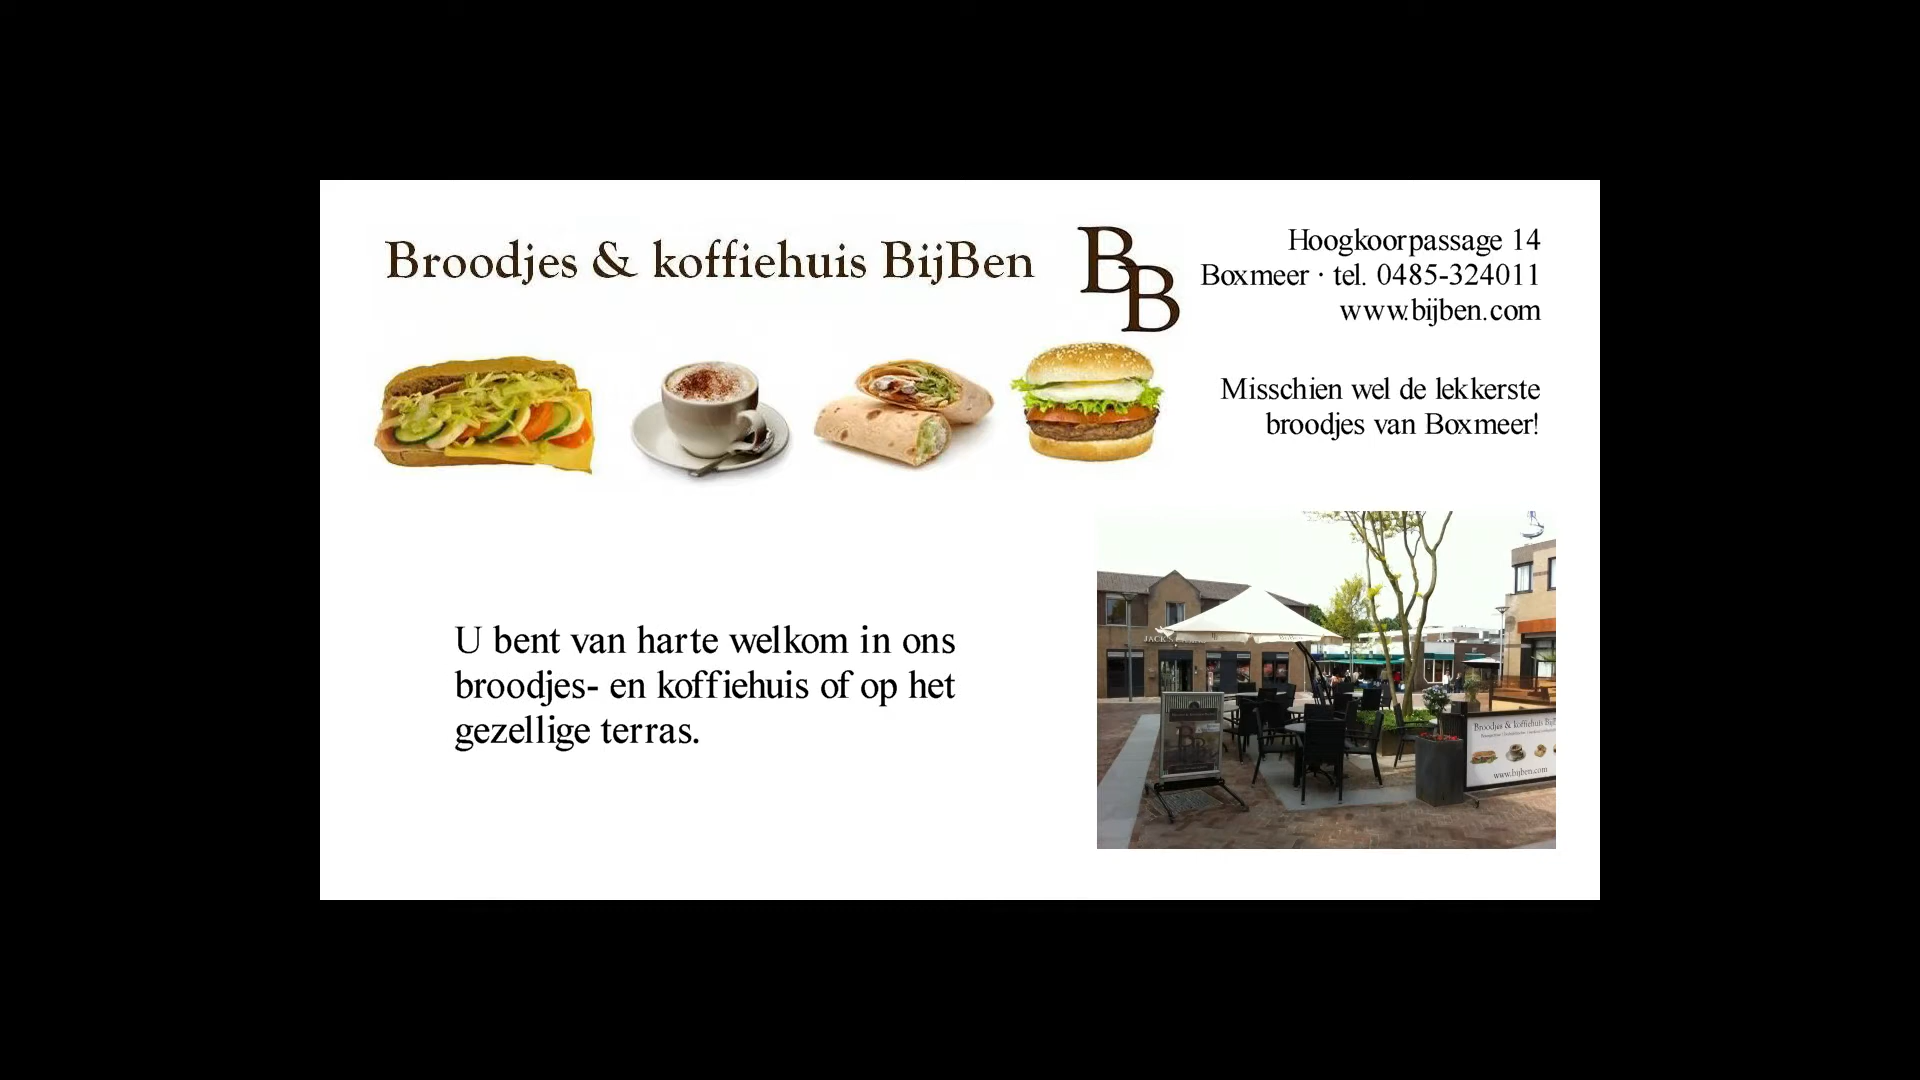 Broodjes & koffiehuis BijBen
BB
Hoogkoorpassage 14
Boxmeer · tel. 0485-324011
www.bijben.com
Misschien wel de lekkerste
broodjes van Boxmeer!
U bent van harte welkom in ons
broodjes- en koffiehuis of op het
gezellige terras.
JACK'S
Broodjes & koffiehuis Bij
www.bijben.com